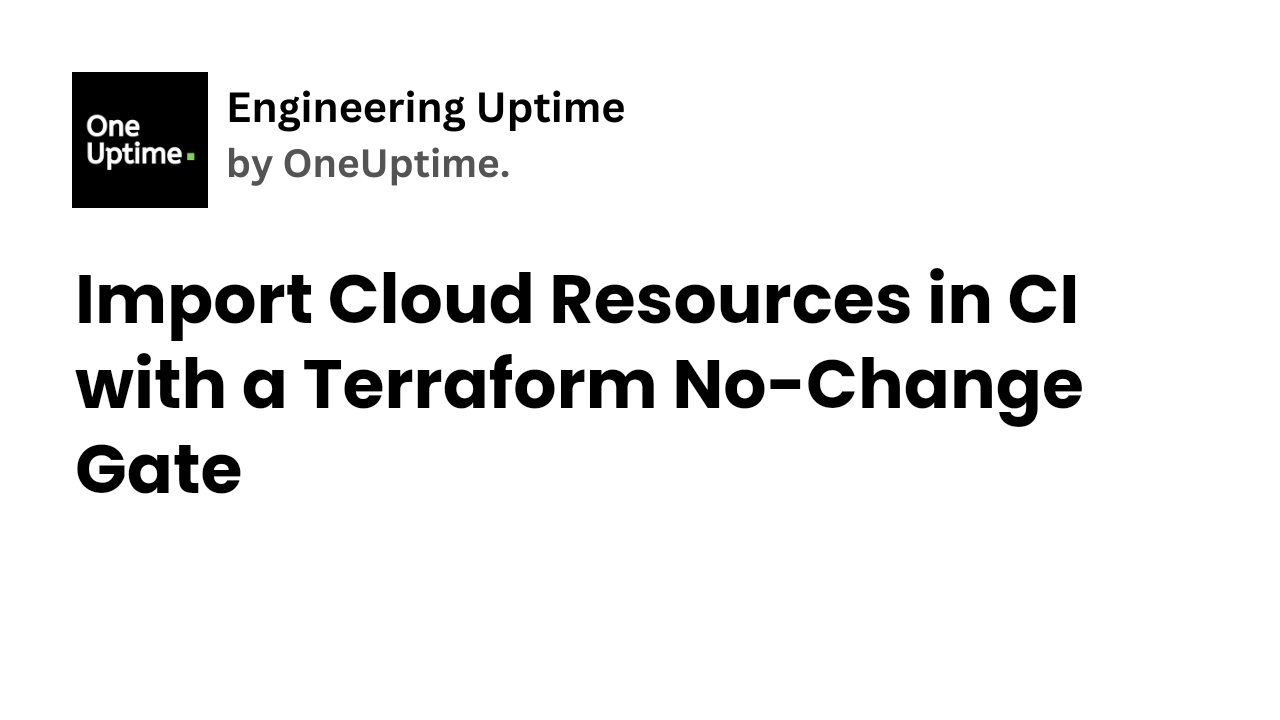 One
Uptime.
Engineering Uptime
by OneUptime.
Import Cloud Resources in CI
with a Terraform No-Change
Gate